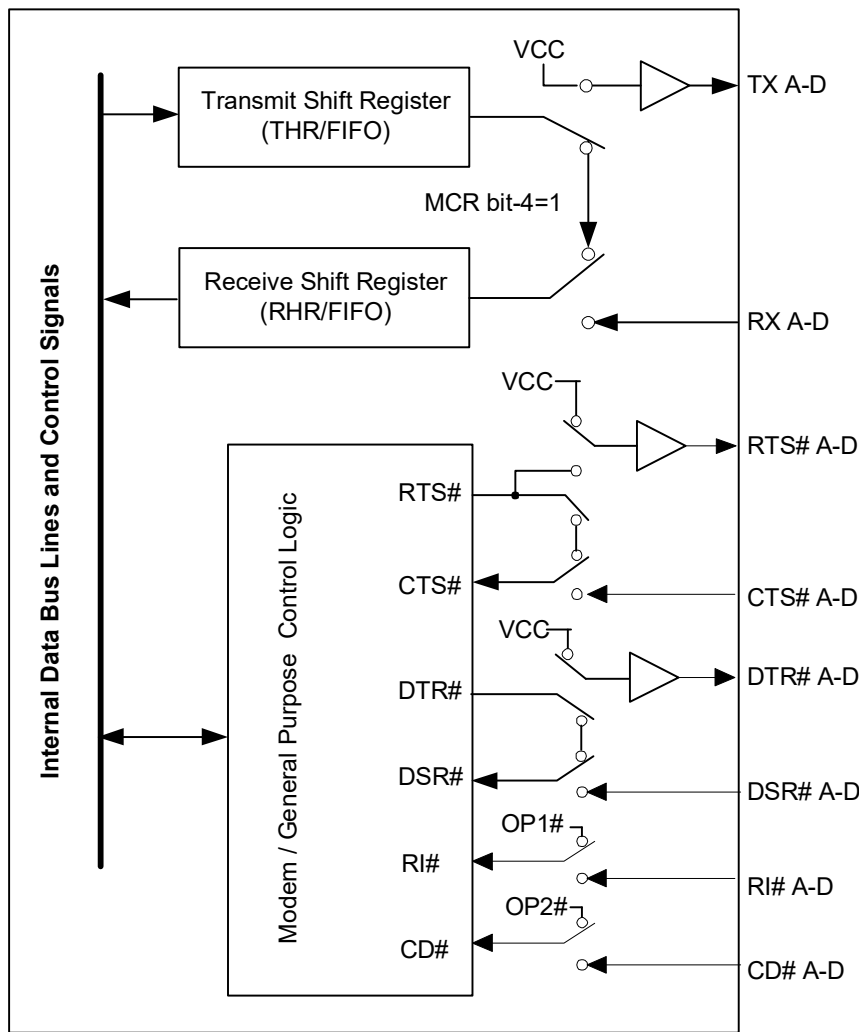 VCC
TX A-D
Transmit Shift Register
(THR/FIFO)
MCR bit-4=1
Receive Shift Register
(RHR/FIFO)
RX A-D
Internal Data Bus Lines and Control Signals
VCC
RTS# A-D
Modem / General Purpose Control Logic
RTS#
CTS#
CTS# A-D
VCC
DTR# A-D
DTR#
DSR#
DSR# A-D
OP1#
RI#
RI# A-D
OP2#
CD#
CD# A-D